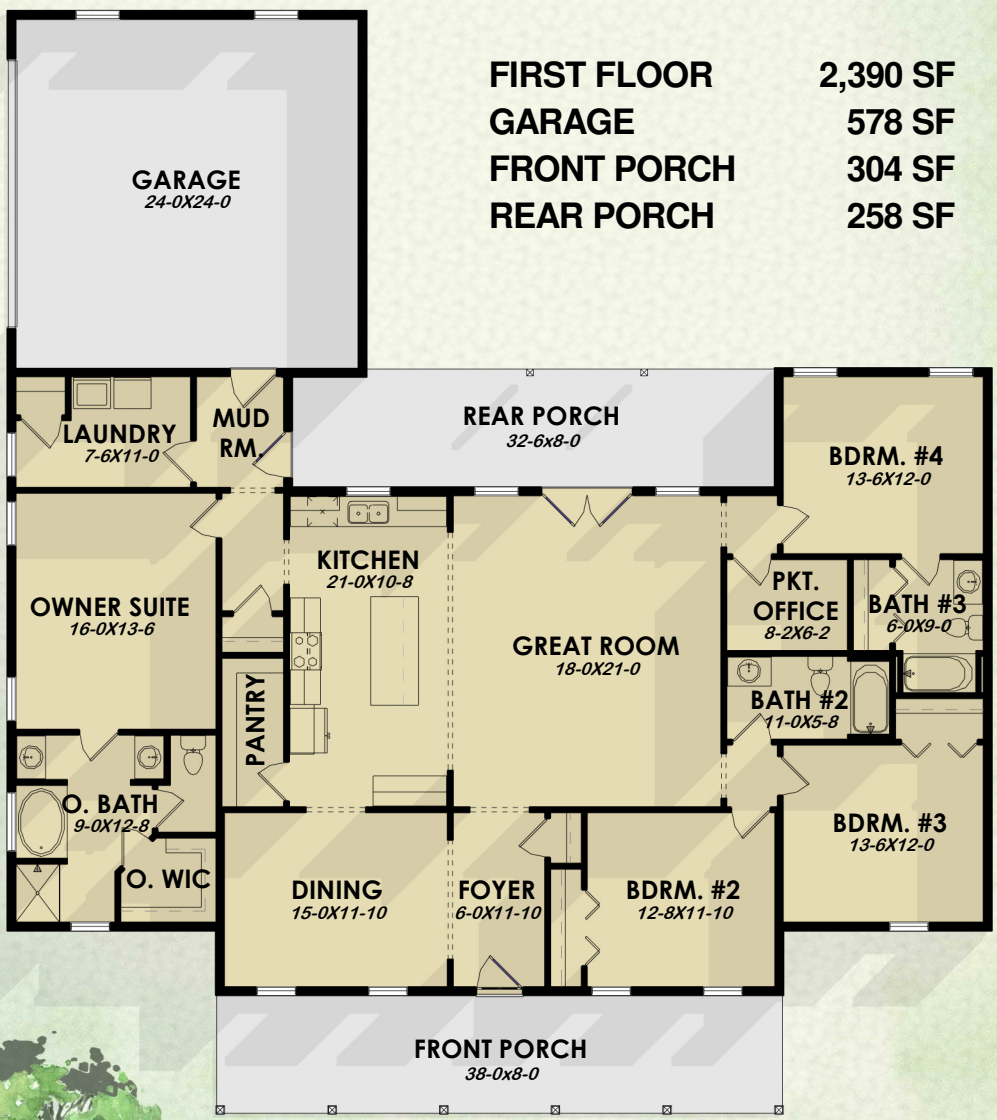 FIRST FLOOR 2,390 SF
GARAGE 578 SF
FRONT PORCH 304 SF
REAR PORCH 258 SF
GARAGE
24-0X24-0
LAUNDRY
7-6X11-0
MUD
RM.
REAR PORCH
32-6x8-0
BDRM. #4
13-6X12-0
OWNER SUITE
16-0X13-6
KITCHEN
21-0X10-8
GREAT ROOM
18-0X21-0
PKT.
OFFICE
8-2X6-2
BATH #3
6-0X9-0
PANTRY
BATH #2
11-0X5-8
O. BATH
9-0X12-8
O. WIC
DINING
15-0X11-10
FOYER
6-0X11-10
BDRM. #2
12-8X11-10
BDRM. #3
13-6X12-0
FRONT PORCH
38-0x8-0